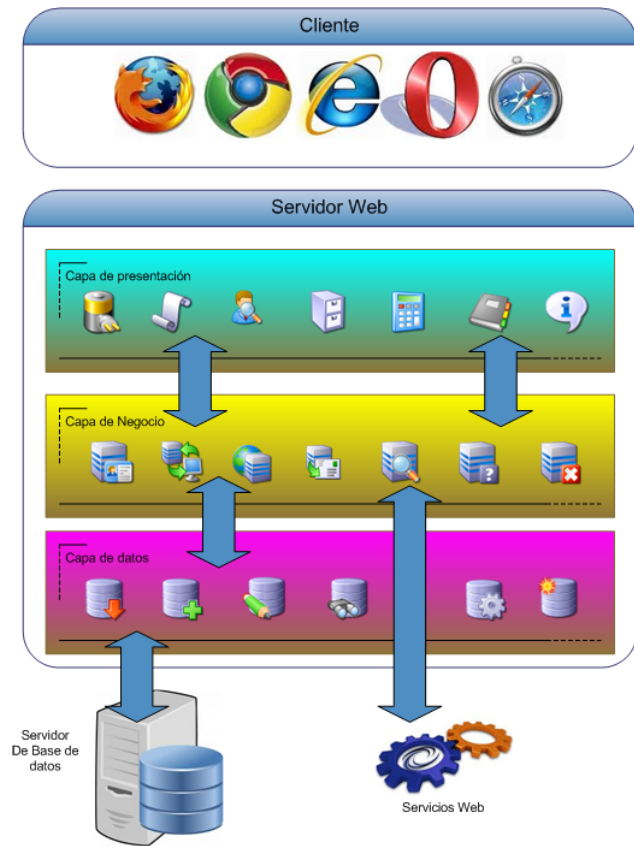 Cliente
Servidor Web
Capa de presentación
Capa de Negocio
Capa de datos
Servidor
De Base de
datos
Servicios Web